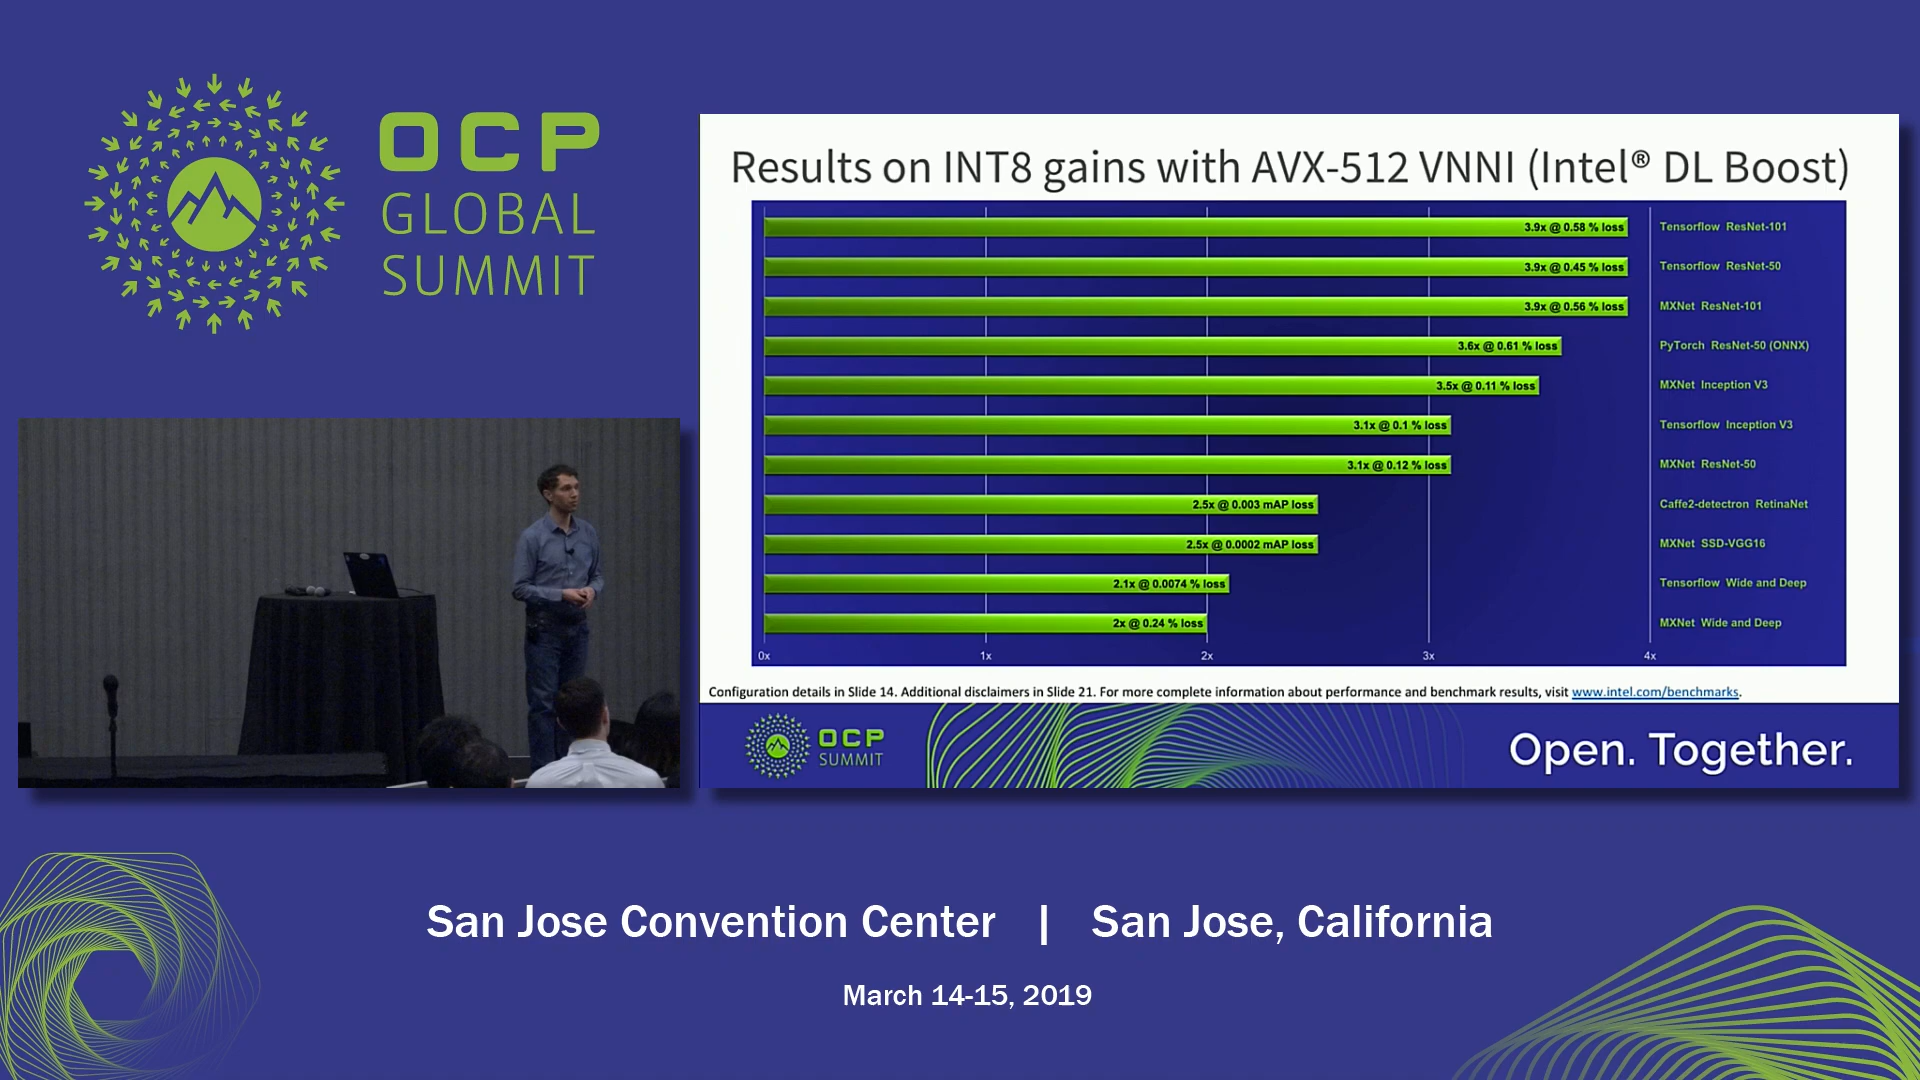 OCP
GLOBAL
SUMMIT
Results on INT8 gains with AVX-512 VNNI (Intel® DL Boost)
3.9x @ 0.58 % loss Tensorflow ResNet-101
3.9x @ 0.45 % loss Tensorflow ResNet-50
3.9x @ 0.56 % loss MXNet ResNet-101
3.6x @ 0.61 % loss PyTorch ResNet-50 (ONNX)
3.5x @ 0.11 % loss MXNet Inception V3
3.1x @ 0.1 % loss Tensorflow Inception V3
3.1x @ 0.12 % loss MXNet ResNet-50
2.5x @ 0.003 mAP loss Caffe2-detectron RetinaNet
2.5x @ 0.0002 mAP loss MXNet SSD-VGG16
2.1x @ 0.0074 % loss Tensorflow Wide and Deep
2x @ 0.24 % loss MXNet Wide and Deep
0x 1x 2x 3x 4x
Configuration details in Slide 14. Additional disclaimers in Slide 21. For more complete information about performance and benchmark results, visit www.intel.com/benchmarks.
OCP
SUMMIT
Open. Together.
San Jose Convention Center | San Jose, California
March 14-15, 2019